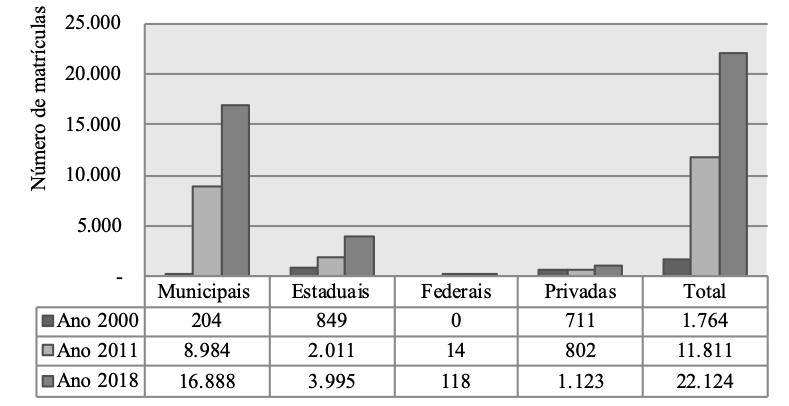 Número de matrículas
25.000
20.000
15.000
10.000
5.000
-
Municipais Estaduais Federais Privadas Total
Ano 2000 204 849 0 711 1.764
Ano 2011 8.984 2.011 14 802 11.811
Ano 2018 16.888 3.995 118 1.123 22.124